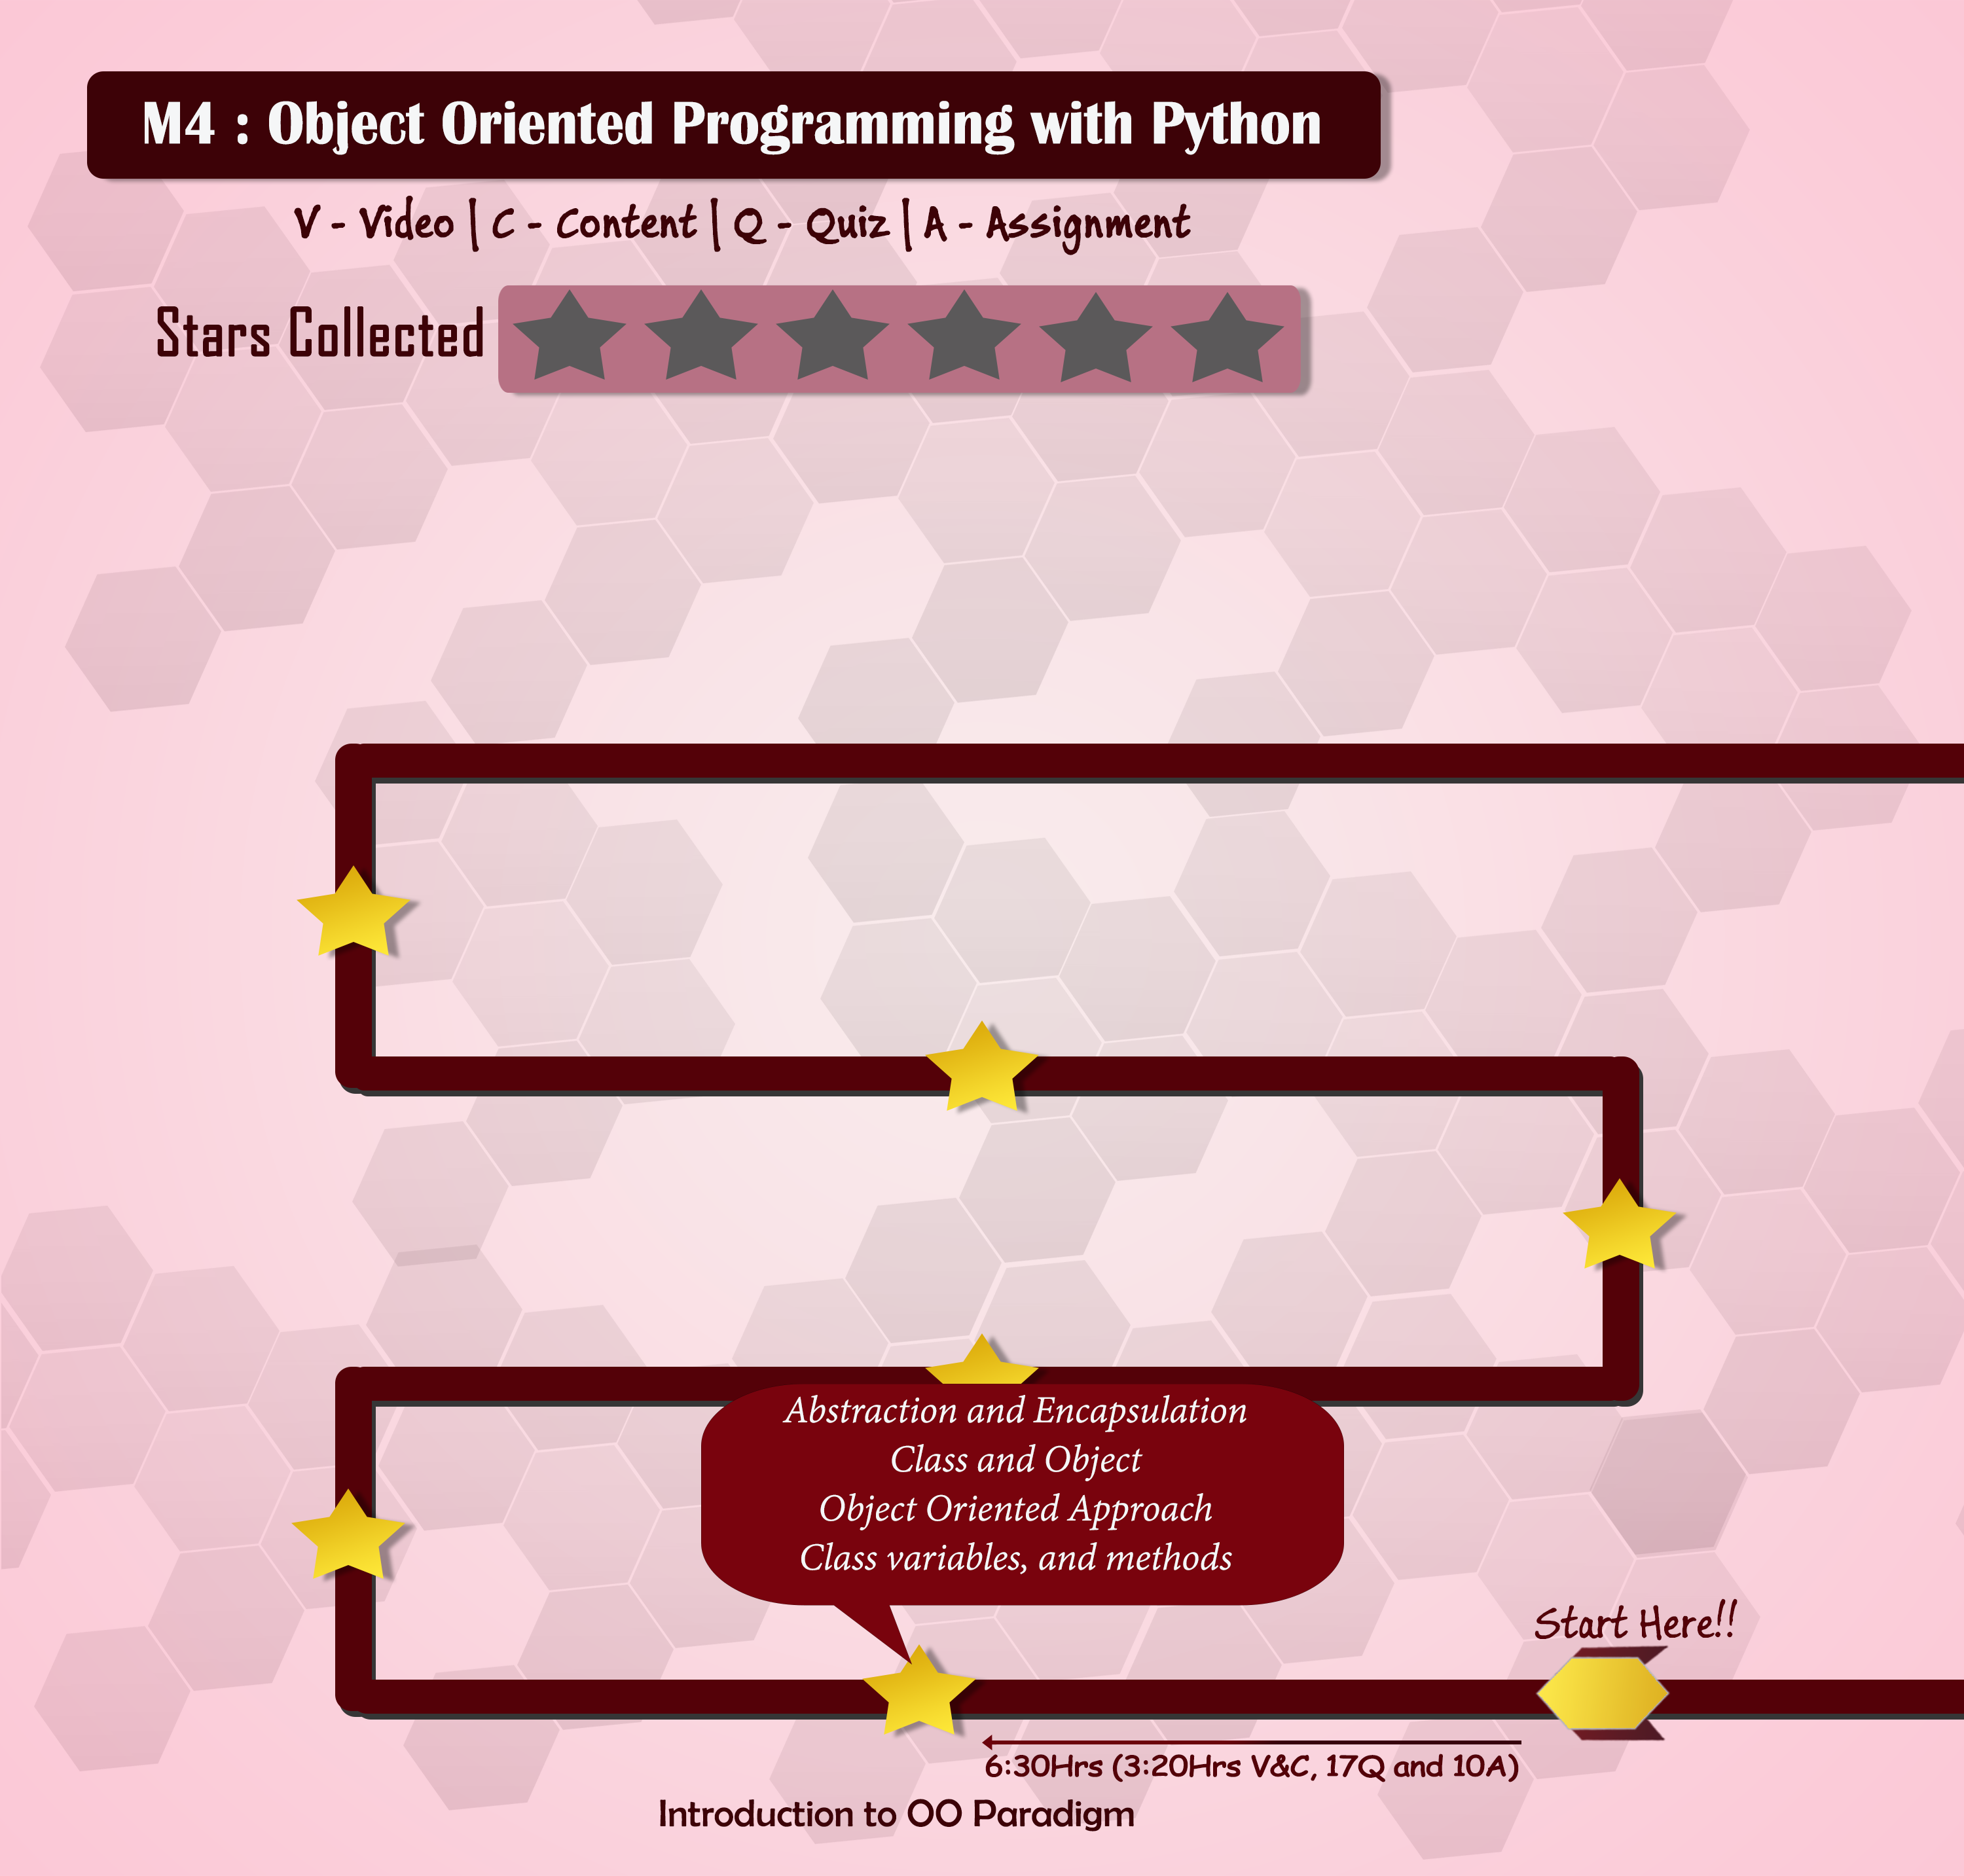 M4 : Object Oriented Programming with Python
V - Video | C - Content | Q - Quiz | A - Assignment
Stars Collected
Abstraction and Encapsulation
Class and Object
Object Oriented Approach
Class variables, and methods
Start Here!!
6:30Hrs (3:20Hrs V&C, 17Q and 10A)
Introduction to OO Paradigm